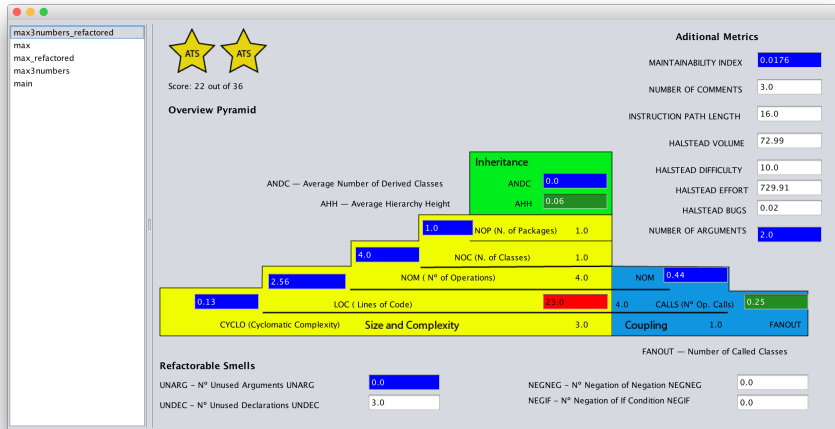 max3numbers_refactored
max
max_refactored
max3numbers
main
ATS ATS
Score: 22 out of 36
Overview Pyramid
Aditional Metrics
MAINTAINABILITY INDEX 0.0176
NUMBER OF COMMENTS 3.0
INSTRUCTION PATH LENGTH 16.0
HALSTEAD VOLUME 72.99
HALSTEAD DIFFICULTY 10.0
HALSTEAD EFFORT 729.91
HALSTEAD BUGS 0.02
NUMBER OF ARGUMENTS 2.0
Inheritance
ANDC — Average Number of Derived Classes ANDC 0.0
AHH — Average Hierarchy Height AHH 0.06
1.0 NOP (N. of Packages) 1.0
4.0 NOC (N. of Classes) 1.0
2.56 NOM ( Nº of Operations) 4.0 NOM 0.44
0.13 LOC ( Lines of Code) 23.0 4.0 CALLS (Nº Op. Calls) 0.25
CYCLO (Cyclomatic Complexity) Size and Complexity 3.0 Coupling 1.0 FANOUT
FANOUT — Number of Called Classes
Refactorable Smells
UNARG - Nº Unused Arguments UNARG 0.0 NEGNEG - Nº Negation of Negation NEGNEG 0.0
UNDEC - Nº Unused Declarations UNDEC 3.0 NEGIF - Nº Negation of If Condition NEGIF 0.0